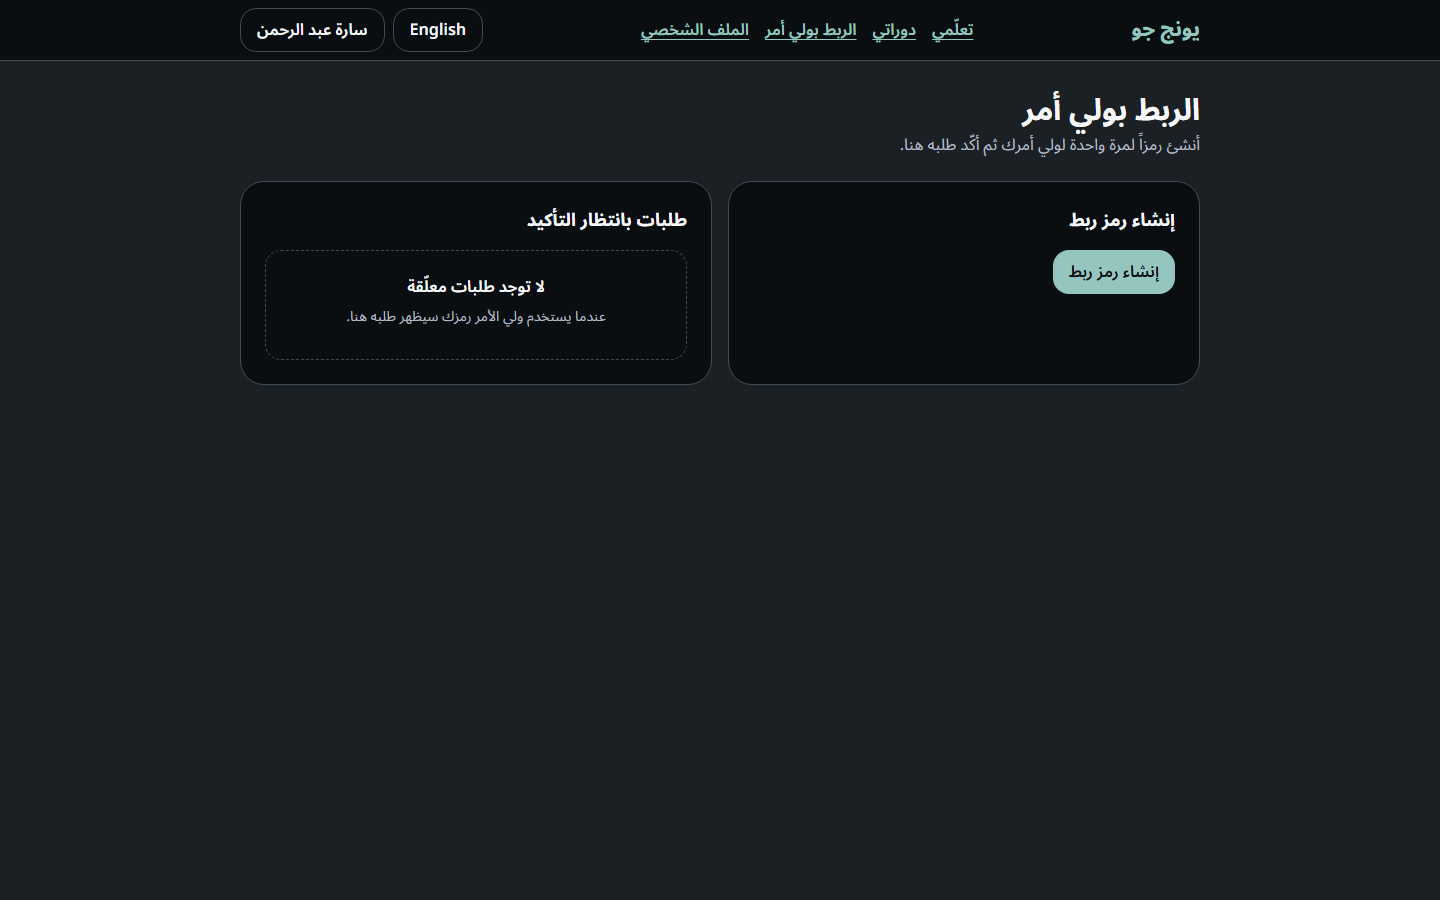 يونج جو
تعلّمي
دوراتي
الربط بولي أمر
الملف الشخصي
English
سارة عبد الرحمن
الربط بولي أمر
أنشئ رمزاً لمرة واحدة لولي أمرك ثم أكّد طلبه هنا.
إنشاء رمز ربط
إنشاء رمز ربط
طلبات بانتظار التأكيد
لا توجد طلبات معلّقة
عندما يستخدم ولي الأمر رمزك سيظهر طلبه هنا.